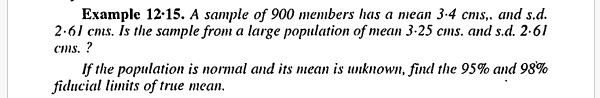 Example 12·15. A sample of 900 members has a mean 3·4 cms,. and s.d.
2·61 cms. Is the sample from a large population of mean 3·25 cms. and s.d. 2·61
cms. ?
If the population is normal and its mean is unknown, find the 95% and 98%
fiducial limits of true mean.